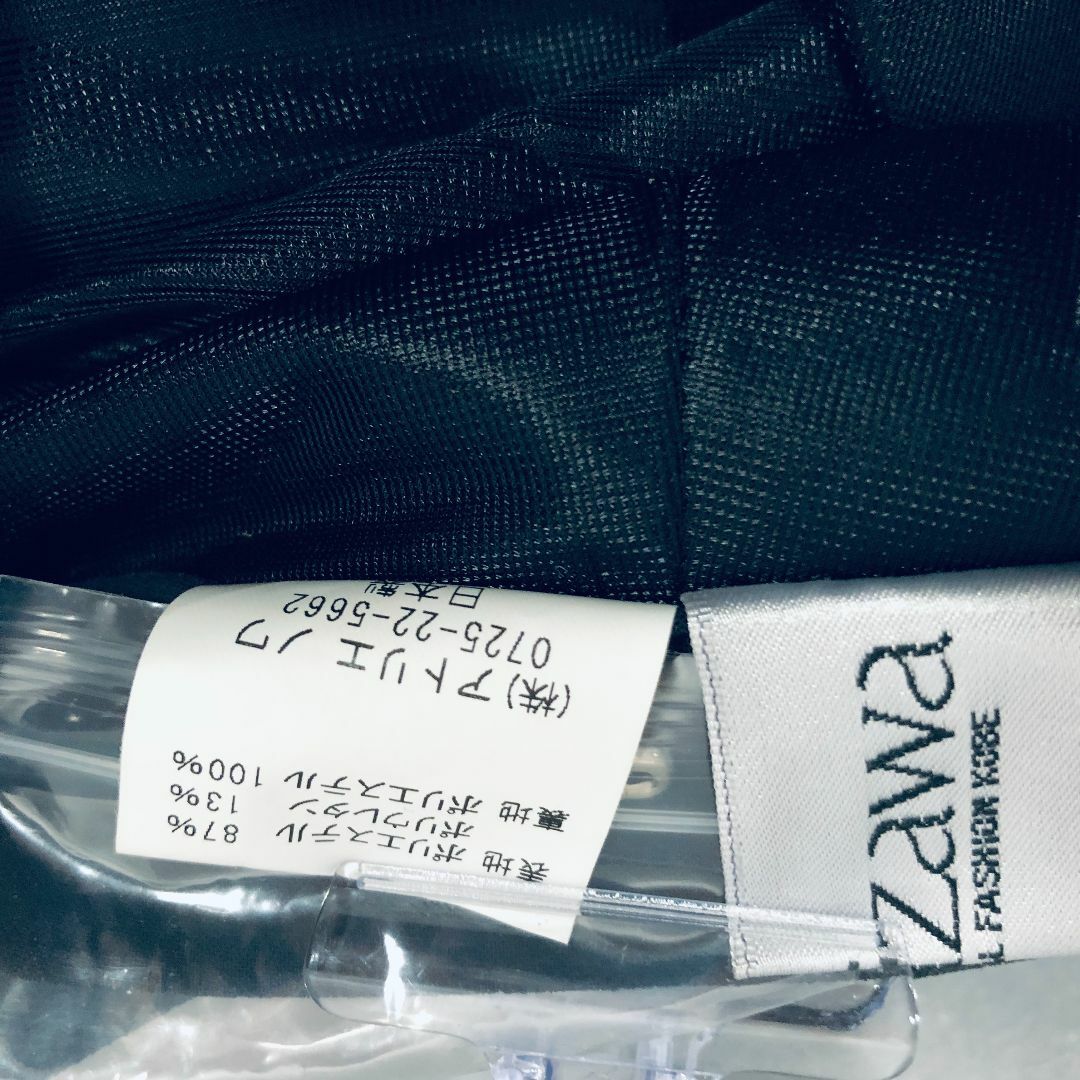 表地 ポリエステル 87%
ポリウレタン 13%
裏地 ポリエステル 100%
(株)アトリエ ノワ
0725-22-5662
日本製
zawa
FASHION KOBE